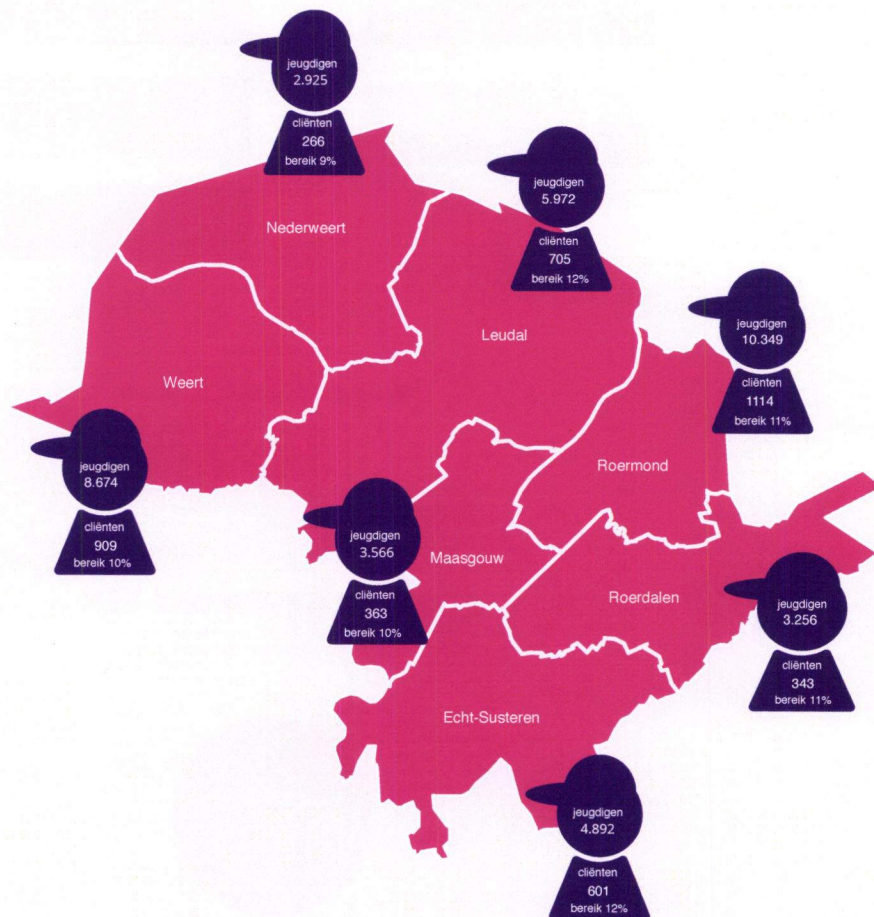 jeugdigen
2.925
cliënten
266
bereik 9%
jeugdigen
5.972
cliënten
705
bereik 12%
Nederweert
jeugdigen
10.349
cliënten
1114
bereik 11%
Leudal
Weert
jeugdigen
8.674
cliënten
909
bereik 10%
Roermond
jeugdigen
3.566
cliënten
363
bereik 10%
Maasgouw
Roerdalen
jeugdigen
3.256
cliënten
343
bereik 11%
Echt-Susteren
jeugdigen
4.892
cliënten
601
bereik 12%